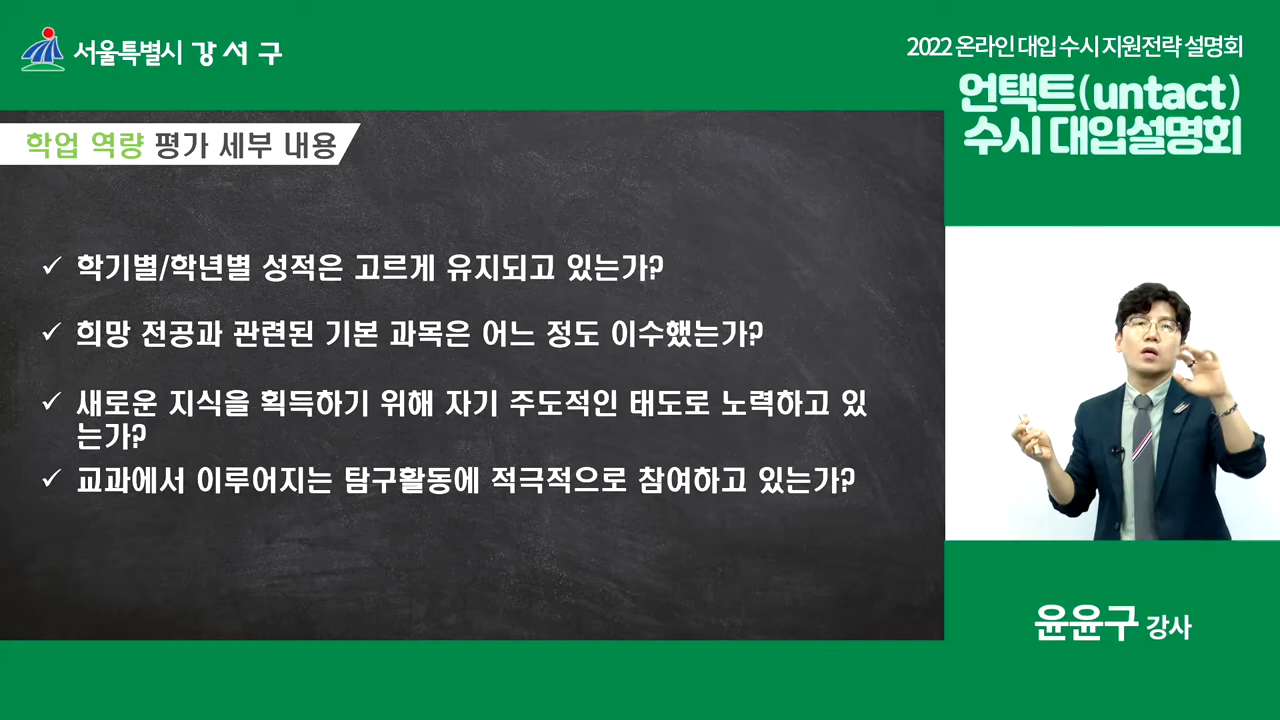 서울특별시 강서구
2022 온라인 대입 수시 지원전략 설명회
언택트(untact)
수시 대입설명회
학업 역량 평가 세부 내용
✓ 학기별/학년별 성적은 고르게 유지되고 있는가?
✓ 희망 전공과 관련된 기본 과목은 어느 정도 이수했는가?
✓ 새로운 지식을 획득하기 위해 자기 주도적인 태도로 노력하고 있
는가?
✓ 교과에서 이루어지는 탐구활동에 적극적으로 참여하고 있는가?
윤윤구 강사